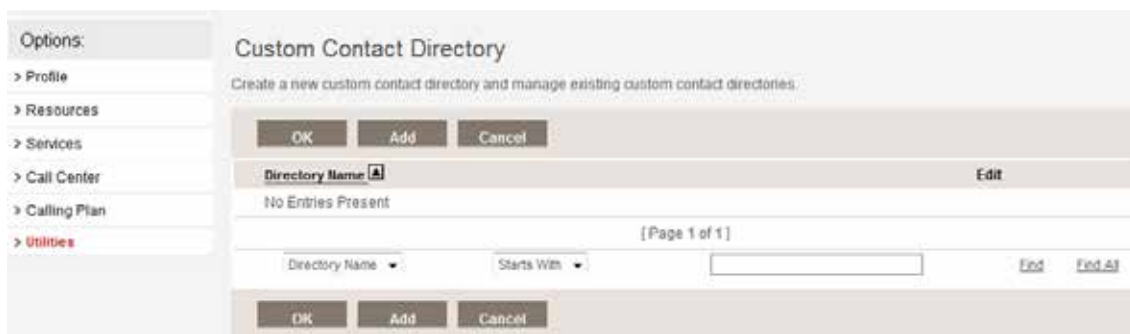 Options:
> Profile
> Resources
> Services
> Call Center
> Calling Plan
> Utilities
Custom Contact Directory
Create a new custom contact directory and manage existing custom contact directories.
OK Add Cancel
Directory Name Edit
No Entries Present
[ Page 1 of 1 ]
Directory Name Starts With Find Find All
OK Add Cancel